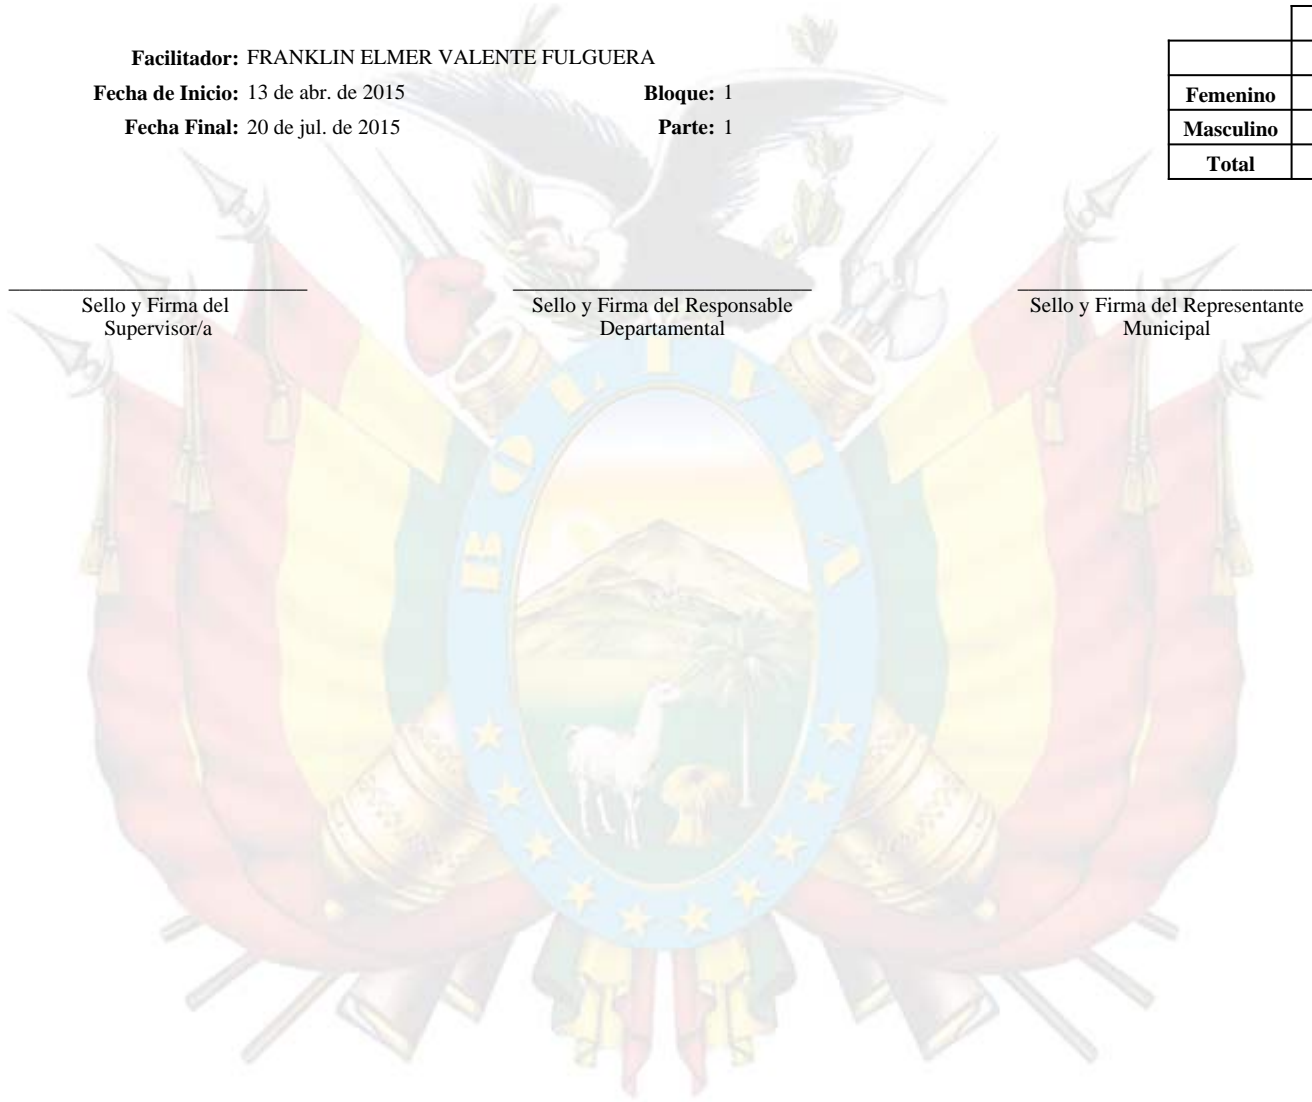 Facilitador: FRANKLIN ELMER VALENTE FULGUERA
Fecha de Inicio: 13 de abr. de 2015 Bloque: 1
Fecha Final: 20 de jul. de 2015 Parte: 1
Femenino
Masculino
Total
Sello y Firma del
Supervisor/a
Sello y Firma del Responsable
Departamental
Sello y Firma del Representante
Municipal
BOLIVIA